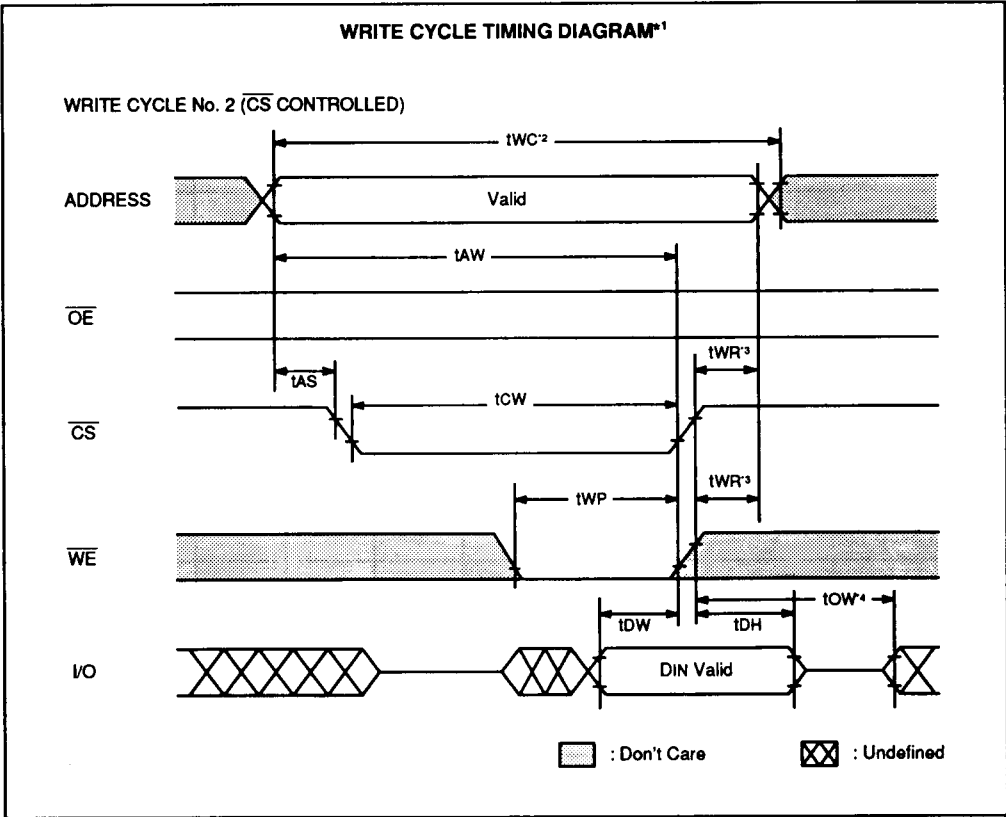 WRITE CYCLE TIMING DIAGRAM*1
WRITE CYCLE No. 2 (CS CONTROLLED)
tWC*2
ADDRESS
Valid
tAW
OE
tWR*3
tAS
tCW
CS
tWR*3
tWP
WE
tOW*4
tDW
tDH
I/O
DIN Valid
: Don't Care
: Undefined